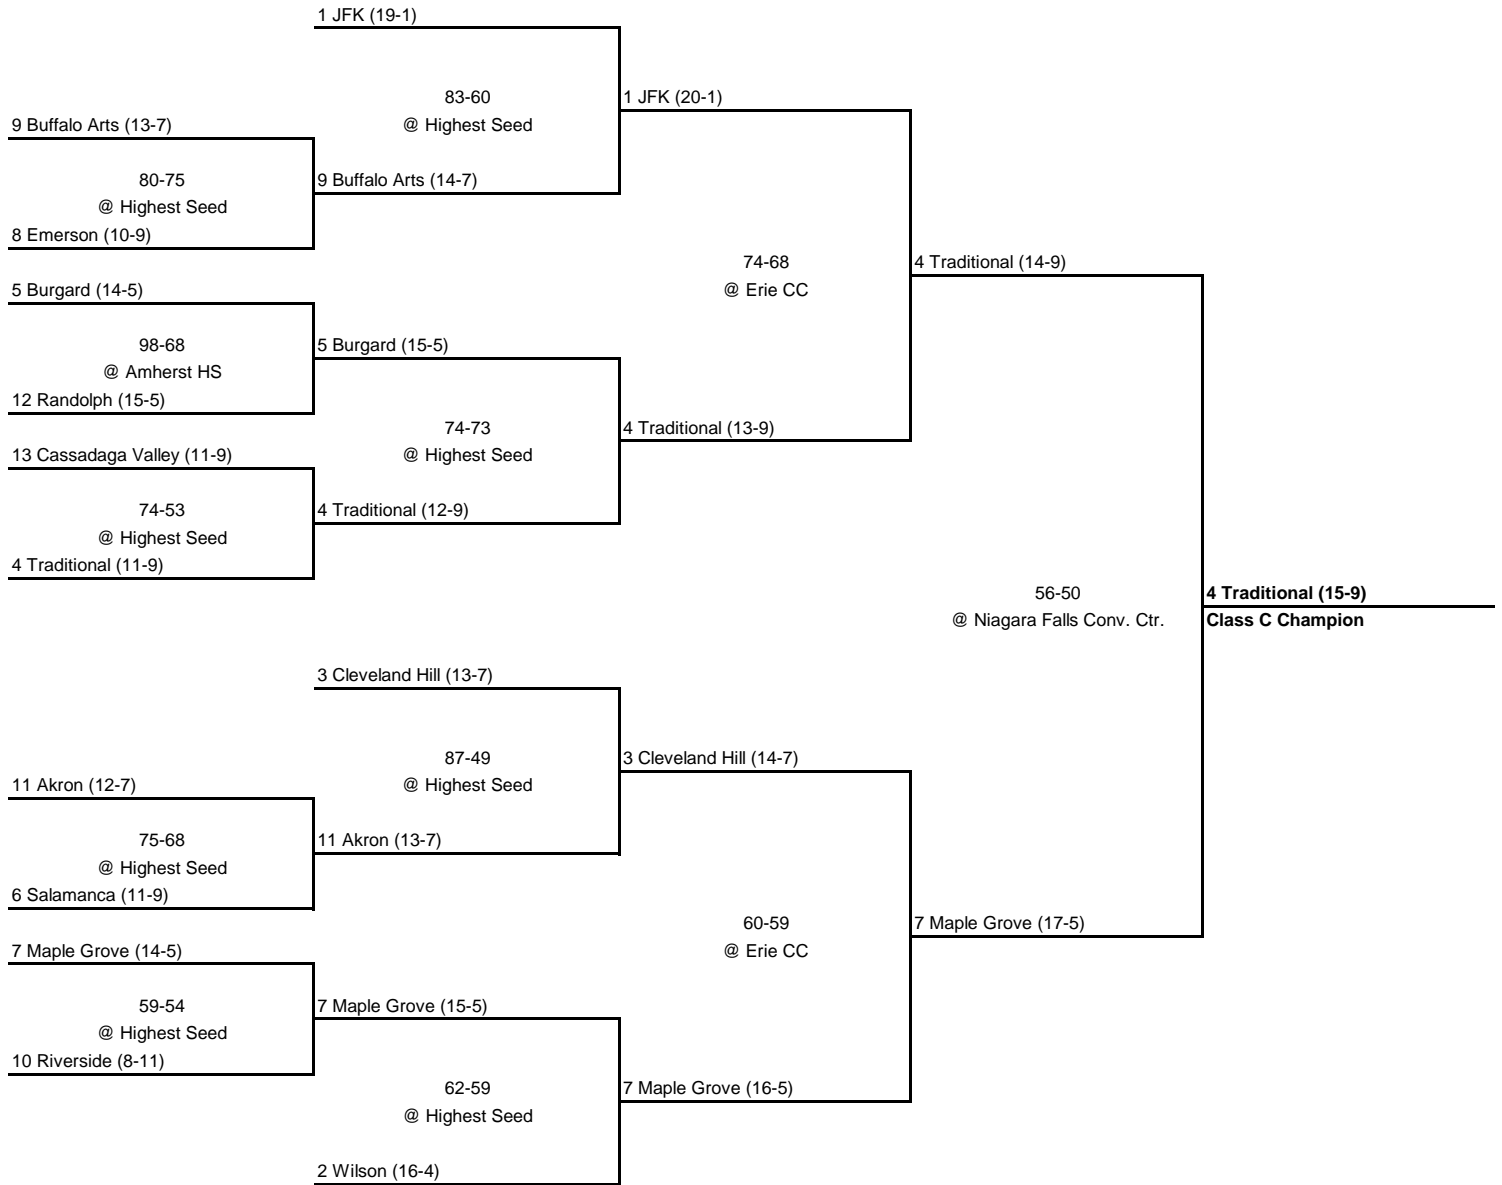 1 JFK (19-1)
83-60
@ Highest Seed
1 JFK (20-1)
9 Buffalo Arts (13-7)
80-75
@ Highest Seed
9 Buffalo Arts (14-7)
8 Emerson (10-9)
74-68
@ Erie CC
4 Traditional (14-9)
5 Burgard (14-5)
98-68
@ Amherst HS
5 Burgard (15-5)
12 Randolph (15-5)
74-73
@ Highest Seed
4 Traditional (13-9)
13 Cassadaga Valley (11-9)
74-53
@ Highest Seed
4 Traditional (12-9)
4 Traditional (11-9)
56-50
@ Niagara Falls Conv. Ctr.
4 Traditional (15-9)
Class C Champion
3 Cleveland Hill (13-7)
87-49
@ Highest Seed
3 Cleveland Hill (14-7)
11 Akron (12-7)
75-68
@ Highest Seed
11 Akron (13-7)
6 Salamanca (11-9)
60-59
@ Erie CC
7 Maple Grove (17-5)
7 Maple Grove (14-5)
59-54
@ Highest Seed
7 Maple Grove (15-5)
10 Riverside (8-11)
62-59
@ Highest Seed
7 Maple Grove (16-5)
2 Wilson (16-4)